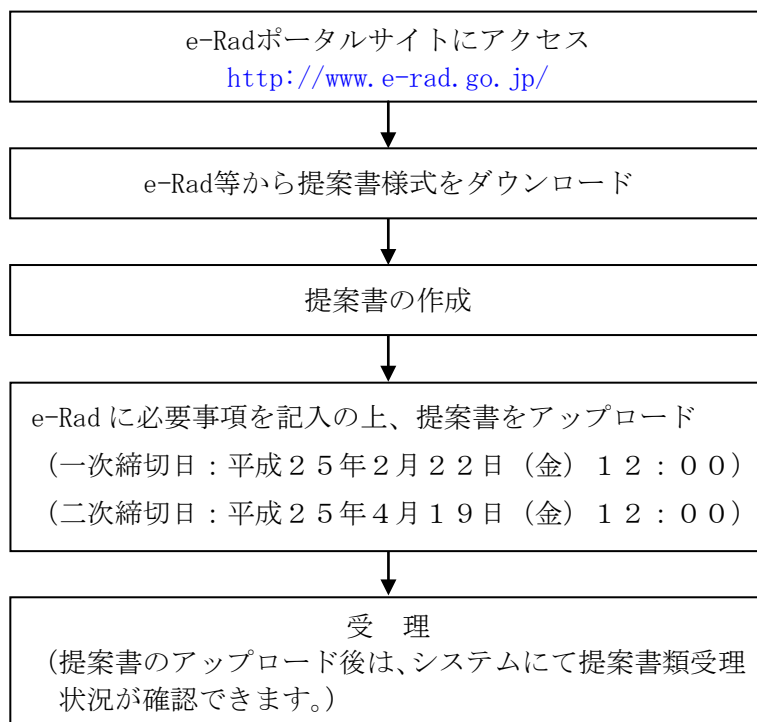 e-Radポータルサイトにアクセス
http://www.e-rad.go.jp/
e-Rad等から提案書様式をダウンロード
提案書の作成
e-Rad に必要事項を記入の上、提案書をアップロード
（一次締切日：平成２５年２月２２日（金）１２：００）
（二次締切日：平成２５年４月１９日（金）１２：００）
受　理
（提案書のアップロード後は、システムにて提案書類受理
状況が確認できます。）